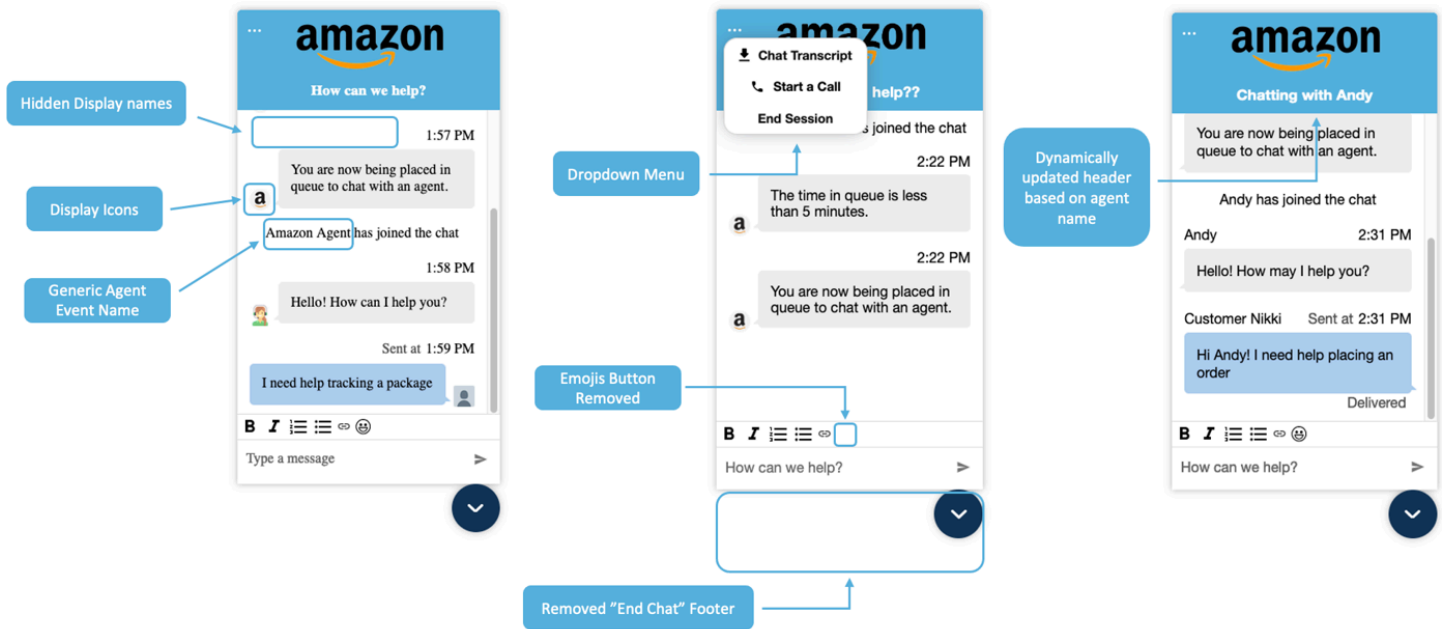 Hidden Display names
Display Icons
Generic Agent
Event Name
...
amazon
How can we help?
1:57 PM
You are now being placed in
queue to chat with an agent.
a
Amazon Agent has joined the chat
1:58 PM
Hello! How can I help you?
Sent at 1:59 PM
I need help tracking a package
B I
Type a message
Dropdown Menu
Emojis Button
Removed
Removed ”End Chat” Footer
...
amazon
Chat Transcript
Start a Call
End Session
help??
s joined the chat
2:22 PM
The time in queue is less
than 5 minutes.
a
2:22 PM
You are now being placed in
queue to chat with an agent.
a
B I
How can we help?
Dynamically
updated header
based on agent
name
...
amazon
Chatting with Andy
You are now being placed in
queue to chat with an agent.
Andy has joined the chat
Andy 2:31 PM
Hello! How may I help you?
Customer Nikki Sent at 2:31 PM
Hi Andy! I need help placing an
order
Delivered
B I
How can we help?